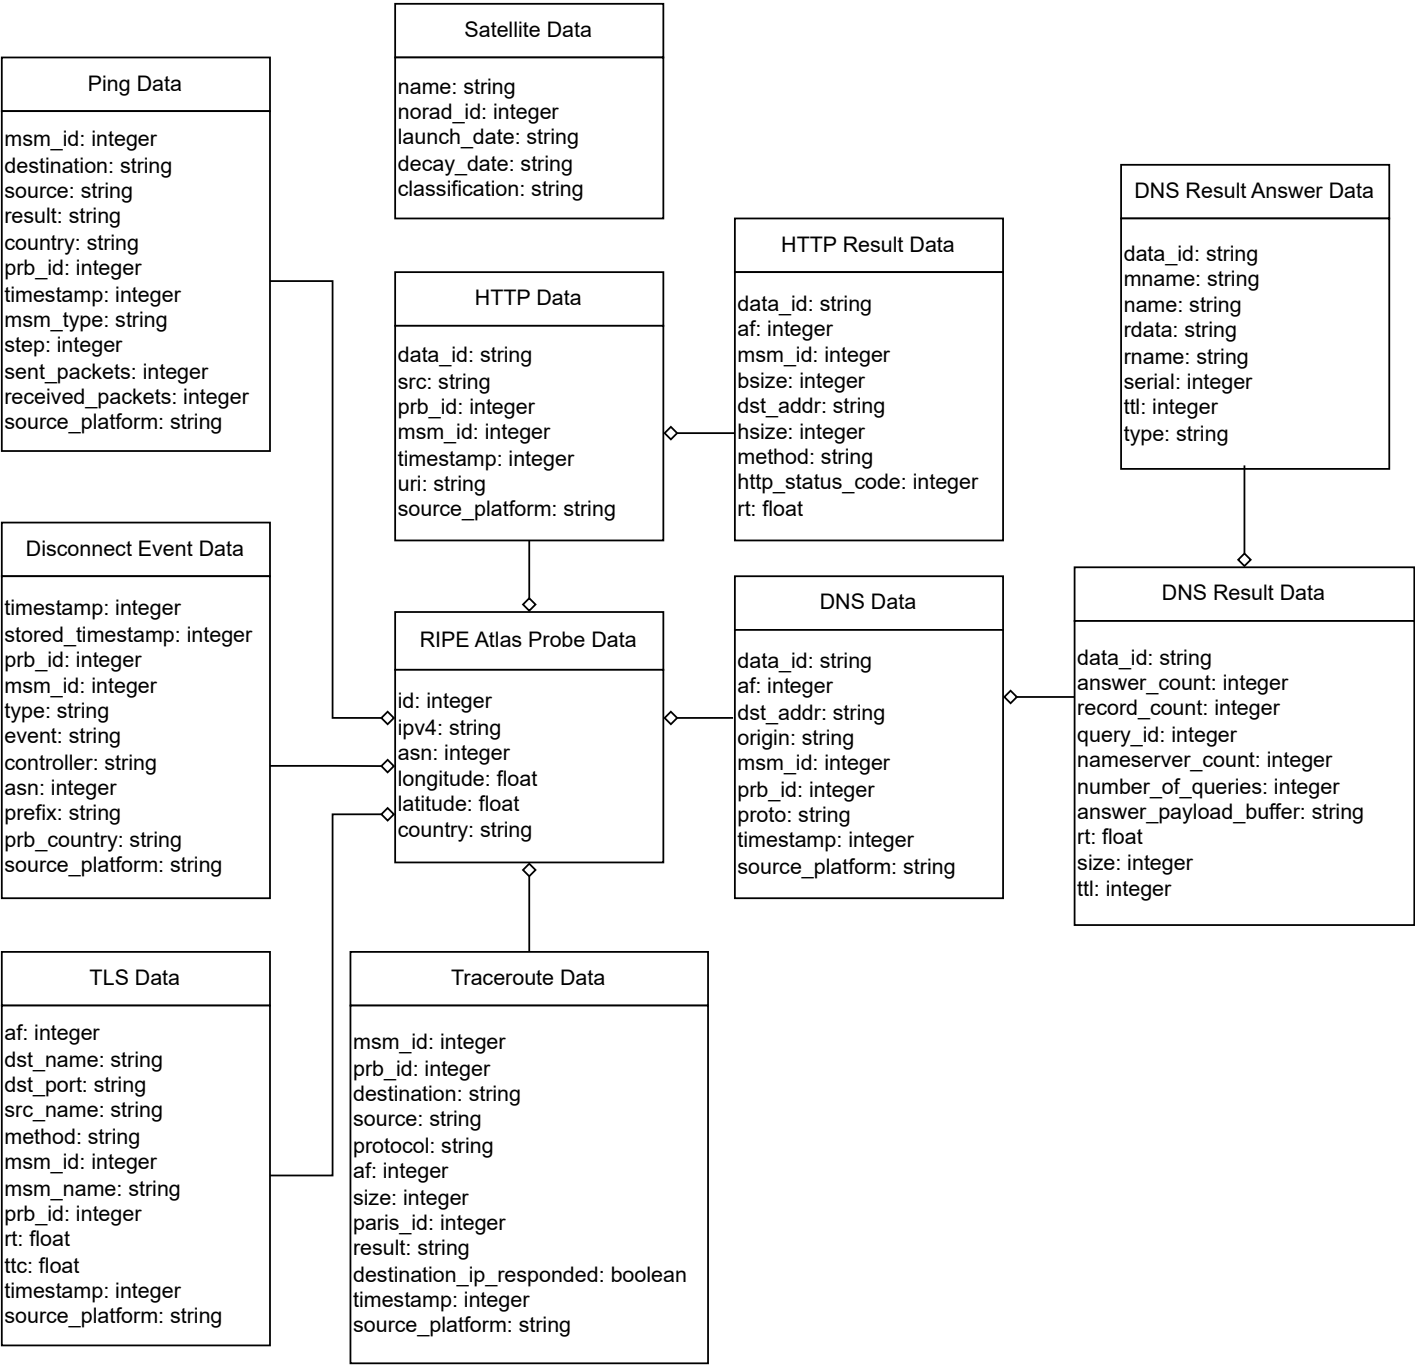 Satellite Data
name: string
norad_id: integer
launch_date: string
decay_date: string
classification: string
Ping Data
msm_id: integer
destination: string
source: string
result: string
country: string
prb_id: integer
timestamp: integer
msm_type: string
step: integer
sent_packets: integer
received_packets: integer
source_platform: string
HTTP Data
data_id: string
src: string
prb_id: integer
msm_id: integer
timestamp: integer
uri: string
source_platform: string
HTTP Result Data
data_id: string
af: integer
msm_id: integer
bsize: integer
dst_addr: string
hsize: integer
method: string
http_status_code: integer
rt: float
DNS Result Answer Data
data_id: string
mname: string
name: string
rdata: string
rname: string
serial: integer
ttl: integer
type: string
Disconnect Event Data
timestamp: integer
stored_timestamp: integer
prb_id: integer
msm_id: integer
type: string
event: string
controller: string
asn: integer
prefix: string
prb_country: string
source_platform: string
RIPE Atlas Probe Data
id: integer
ipv4: string
asn: integer
longitude: float
latitude: float
country: string
DNS Data
data_id: string
af: integer
dst_addr: string
origin: string
msm_id: integer
prb_id: integer
proto: string
timestamp: integer
source_platform: string
DNS Result Data
data_id: string
answer_count: integer
record_count: integer
query_id: integer
nameserver_count: integer
number_of_queries: integer
answer_payload_buffer: string
rt: float
size: integer
ttl: integer
TLS Data
af: integer
dst_name: string
dst_port: string
src_name: string
method: string
msm_id: integer
msm_name: string
prb_id: integer
rt: float
ttc: float
timestamp: integer
source_platform: string
Traceroute Data
msm_id: integer
prb_id: integer
destination: string
source: string
protocol: string
af: integer
size: integer
paris_id: integer
result: string
destination_ip_responded: boolean
timestamp: integer
source_platform: string